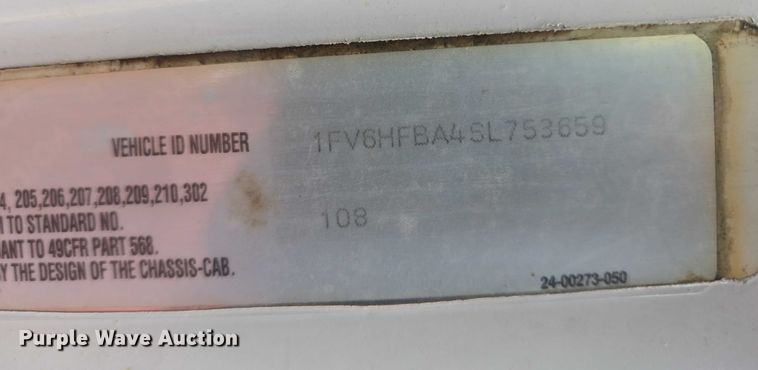 VEHICLE ID NUMBER 1FV6HFBA4SL753659
4, 205,206,207,208,209,210,302
TO STANDARD NO. 108
ANT TO 49CFR PART 568.
Y THE DESIGN OF THE CHASSIS-CAB.
24-00273-050
Purple Wave Auction